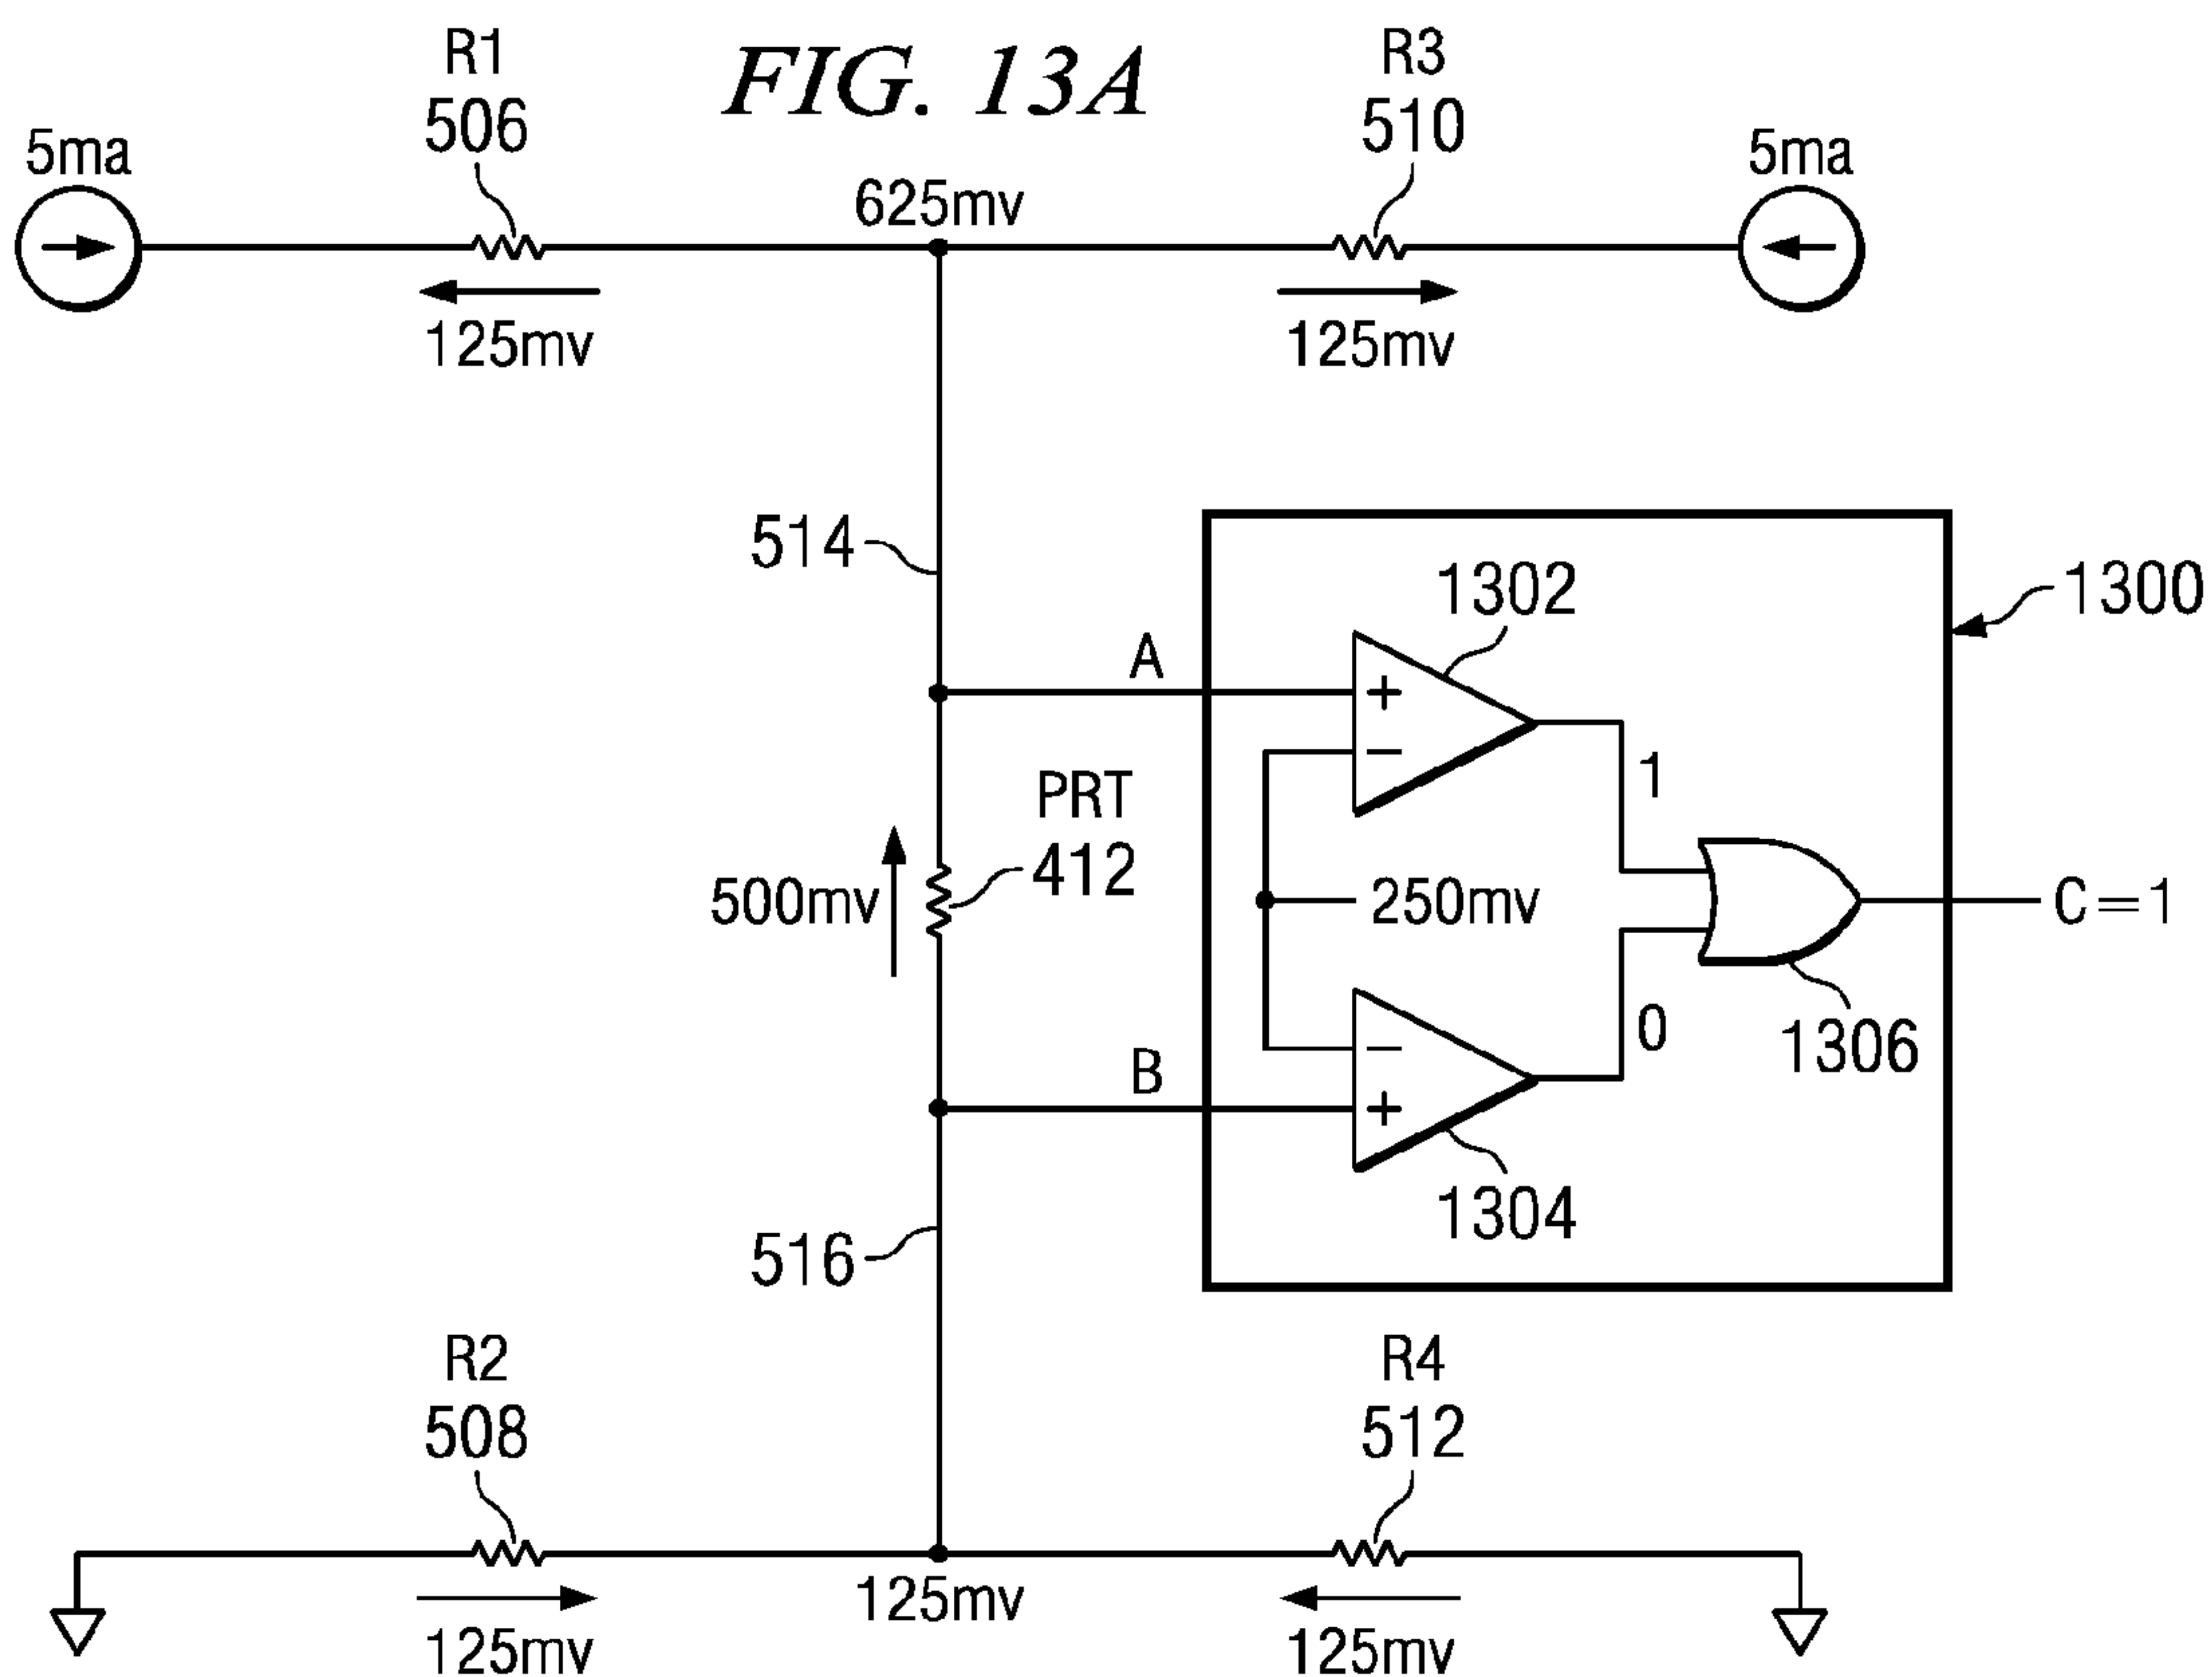 FIG. 13A
R1
506
R3
510
5ma
5ma
625mv
125mv
125mv
514
1302
1300
A
+
−
1
PRT
412
500mv
250mv
C=1
−
0
1306
B
+
1304
516
R2
508
R4
512
125mv
125mv
125mv